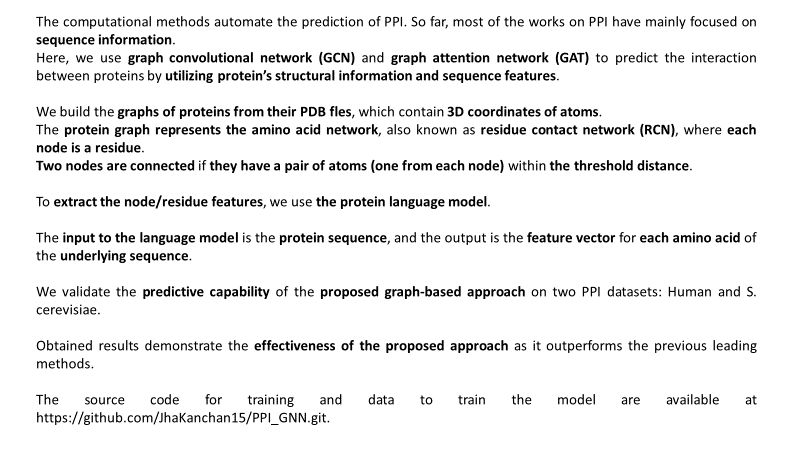 The computational methods automate the prediction of PPI. So far, most of the works on PPI have mainly focused on
sequence information.
Here, we use graph convolutional network (GCN) and graph attention network (GAT) to predict the interaction
between proteins by utilizing protein's structural information and sequence features.
We build the graphs of proteins from their PDB fles, which contain 3D coordinates of atoms.
The protein graph represents the amino acid network, also known as residue contact network (RCN), where each
node is a residue.
Two nodes are connected if they have a pair of atoms (one from each node) within the threshold distance.
To extract the node/residue features, we use the protein language model.
The input to the language model is the protein sequence, and the output is the feature vector for each amino acid of
the underlying sequence.
We validate the predictive capability of the proposed graph-based approach on two PPI datasets: Human and S.
cerevisiae.
Obtained results demonstrate the effectiveness of the proposed approach as it outperforms the previous leading
methods.
The source code for training and data to train the model are available at
https://github.com/JhaKanchan15/PPI_GNN.git.